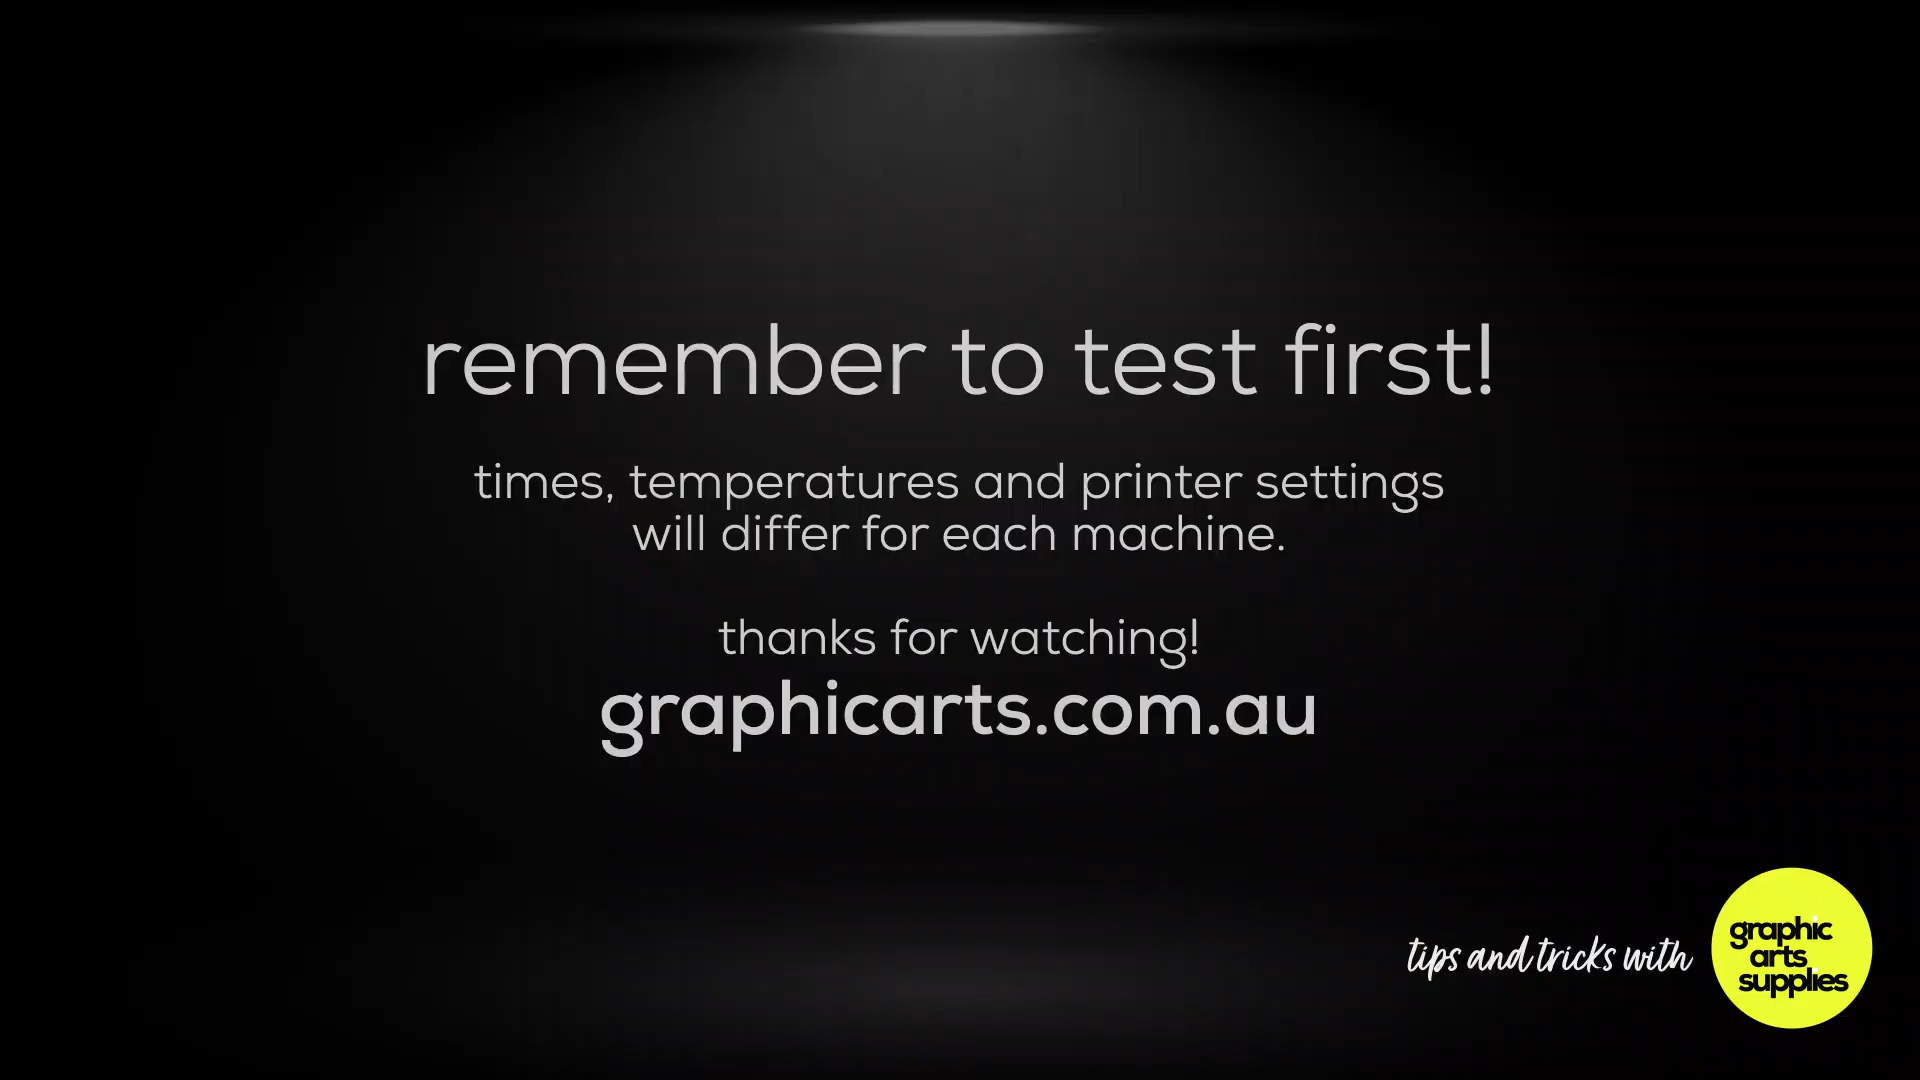 remember to test first!
times, temperatures and printer settings
will differ for each machine.
thanks for watching!
graphicarts.com.au
tips and tricks with
graphic
arts
supplies